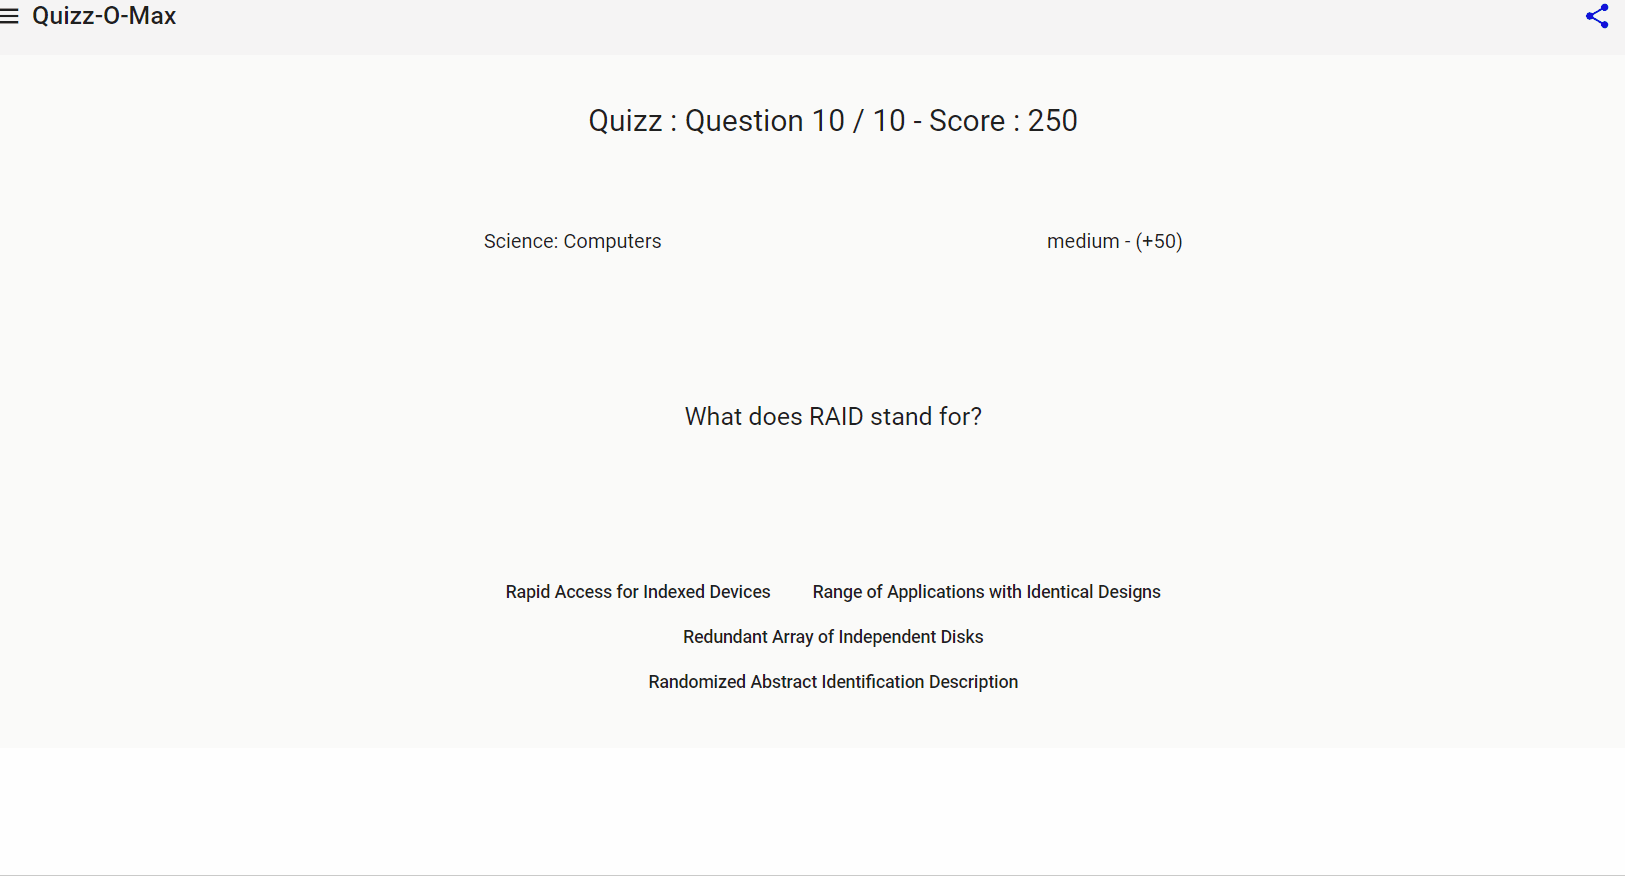 Quizz-O-Max
Quizz : Question 10 / 10 - Score : 250
Science: Computers
medium - (+50)
What does RAID stand for?
Rapid Access for Indexed Devices
Range of Applications with Identical Designs
Redundant Array of Independent Disks
Randomized Abstract Identification Description